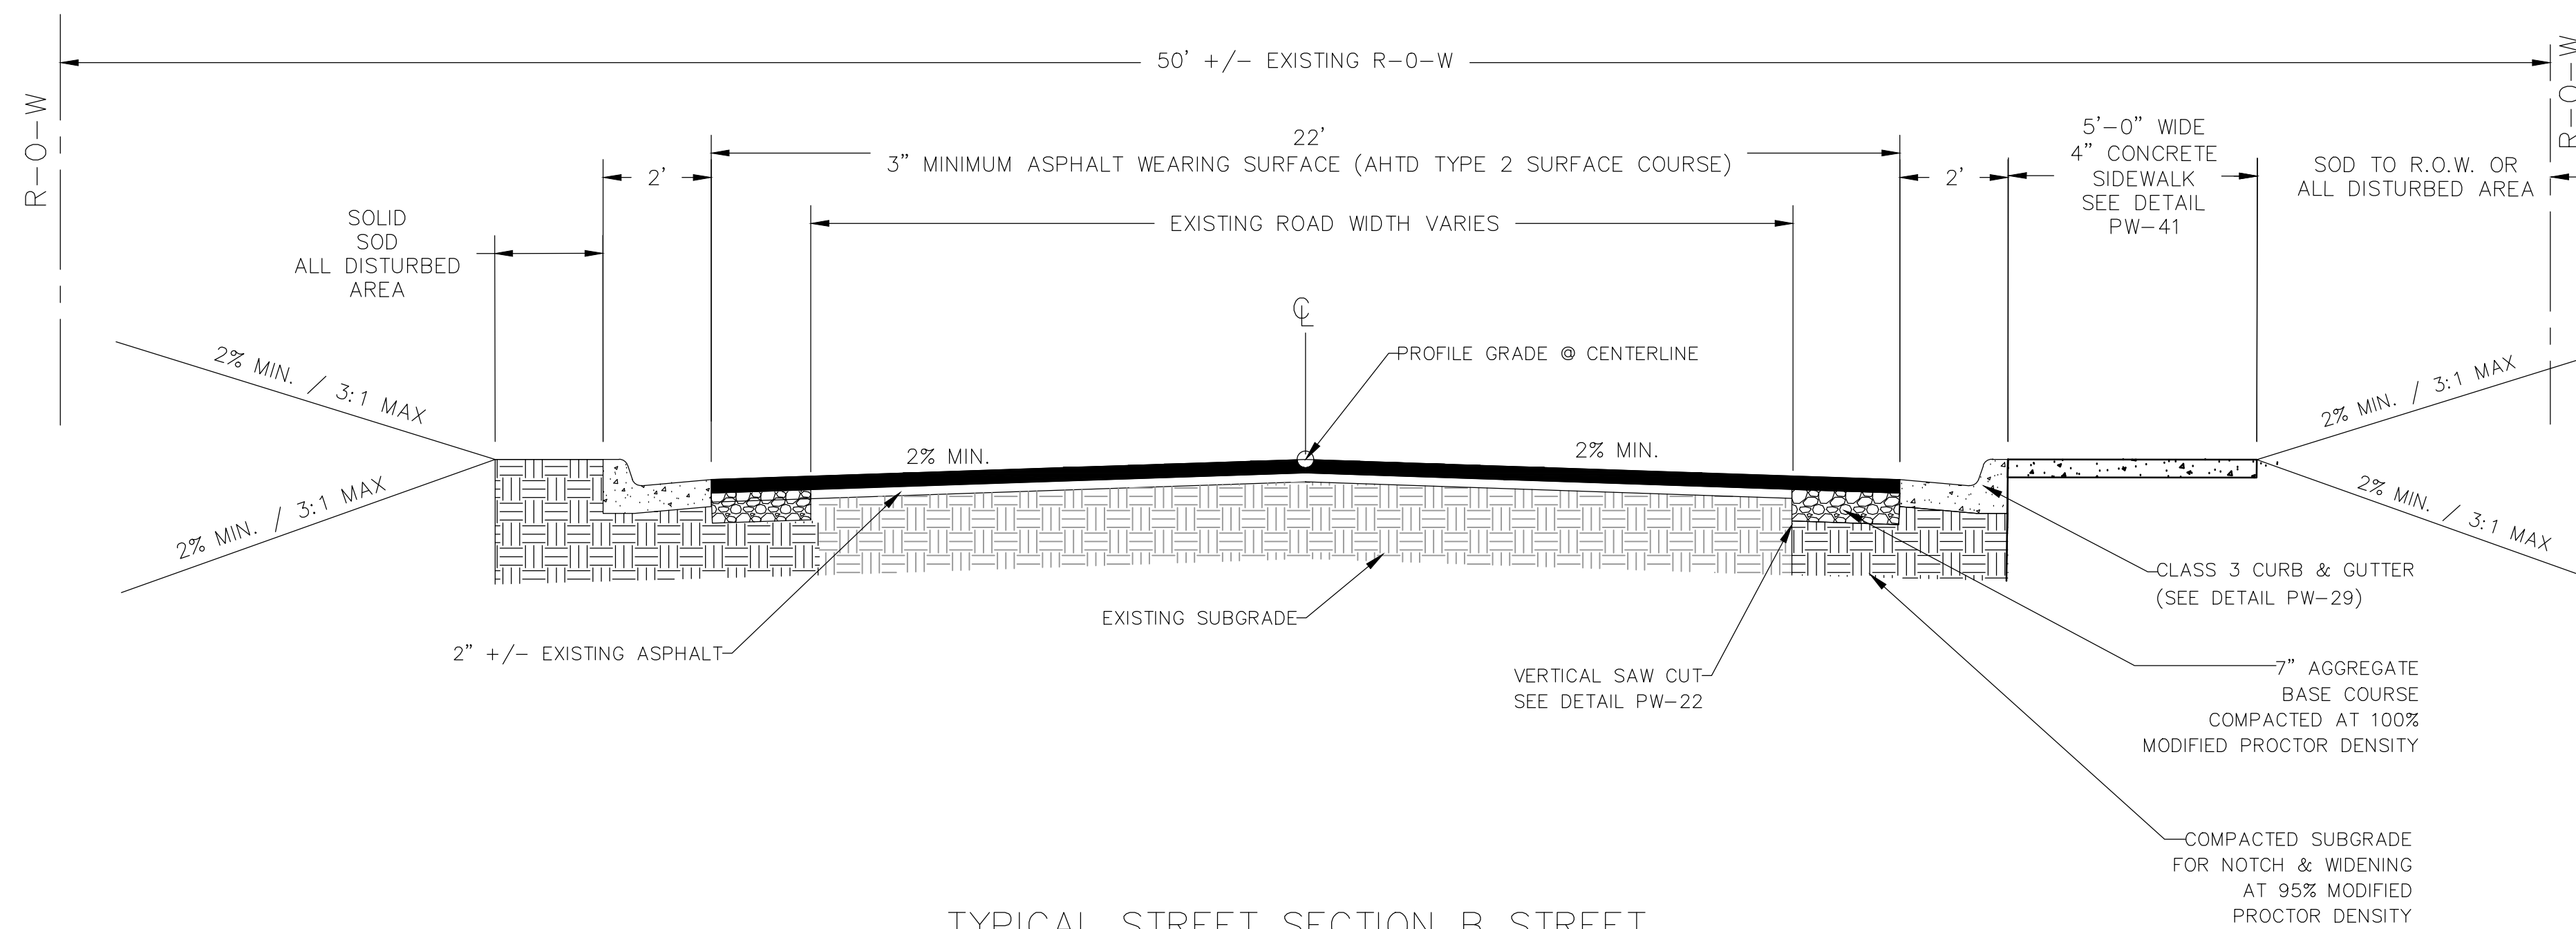 50' +/- EXISTING R-O-W
R-O-W
R-O-W
22'
3" MINIMUM ASPHALT WEARING SURFACE (AHTD TYPE 2 SURFACE COURSE)
2'
2'
5'-0" WIDE
4" CONCRETE
SIDEWALK
SEE DETAIL
PW-41
SOD TO R.O.W. OR
ALL DISTURBED AREA
EXISTING ROAD WIDTH VARIES
SOLID
SOD
ALL DISTURBED
AREA
℄
PROFILE GRADE @ CENTERLINE
2% MIN. / 3:1 MAX
2% MIN. / 3:1 MAX
2% MIN.
2% MIN.
2% MIN. / 3:1 MAX
2% MIN. / 3:1 MAX
CLASS 3 CURB & GUTTER
(SEE DETAIL PW-29)
EXISTING SUBGRADE
2" +/- EXISTING ASPHALT
VERTICAL SAW CUT
SEE DETAIL PW-22
7" AGGREGATE
BASE COURSE
COMPACTED AT 100%
MODIFIED PROCTOR DENSITY
COMPACTED SUBGRADE
FOR NOTCH & WIDENING
AT 95% MODIFIED
PROCTOR DENSITY
TYPICAL STREET SECTION B STREET